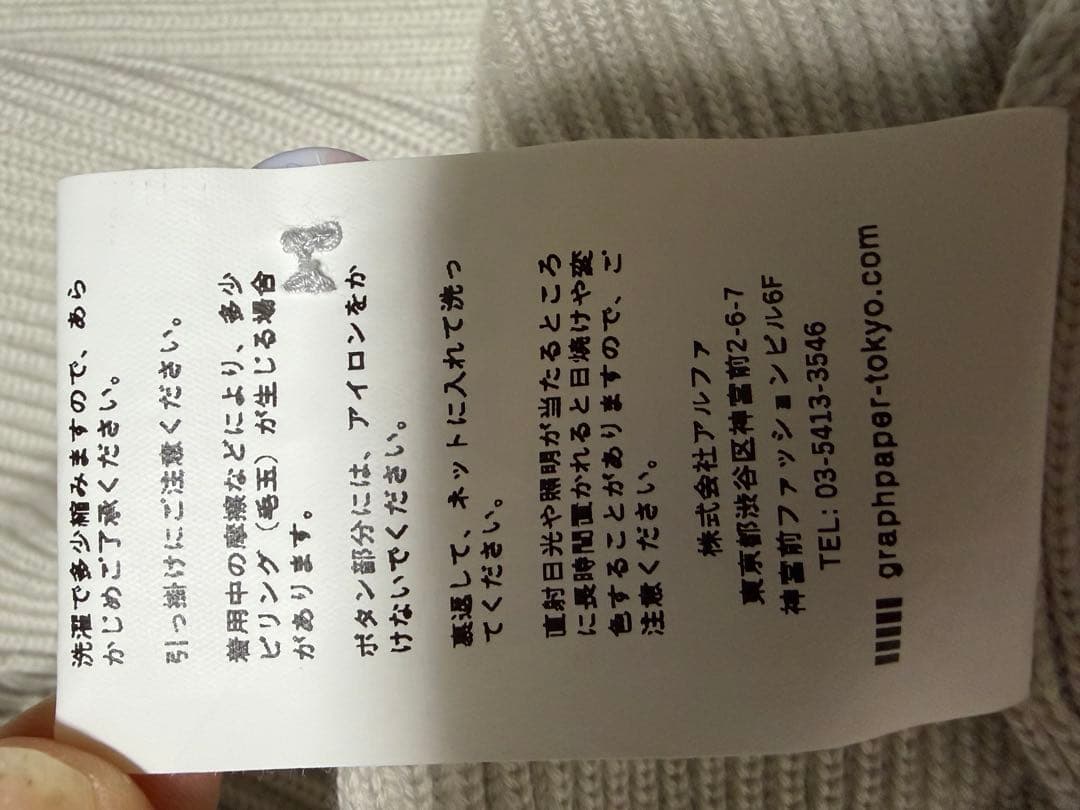 洗濯で多少縮みますので、あら
かじめご了承ください。
引っ掛けにご注意ください。
着用中の摩擦などにより、多少
ピリング（毛玉）が生じる場合
があります。
ボタン部分には、アイロンをか
けないでください。
裏返して、ネットに入れて洗っ
てください。
直射日光や照明が当たるところ
に長時間置かれると日焼けや変
色することがありますので、ご
注意ください。
株式会社アルファ
東京都渋谷区神宮前2-6-7
神宮前ファッションビル6F
TEL: 03-5413-3546
graphpaper-tokyo.com